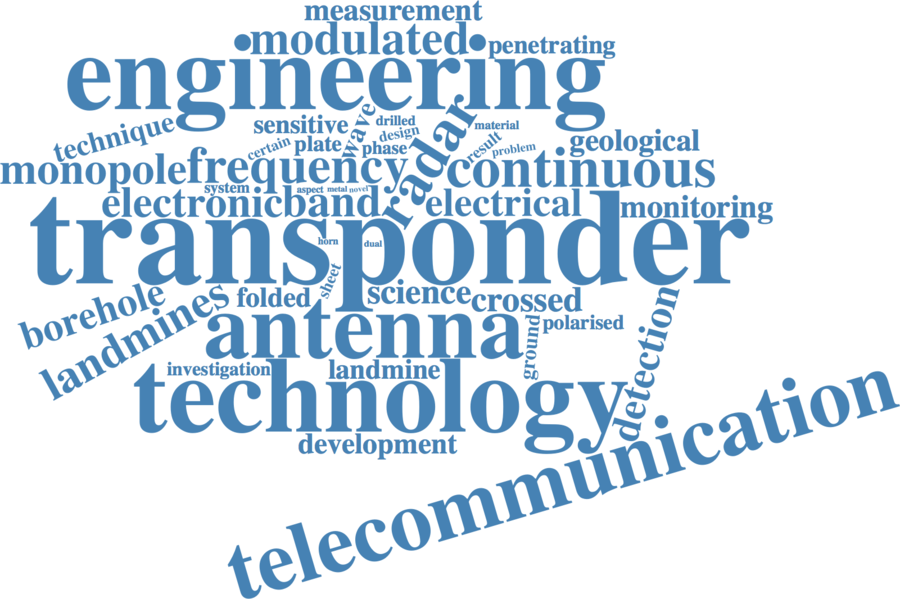 measurement
modulated
penetrating
engineering
technique
sensitive
wave
drilled
design
radar
material
certain
plate
phase
result
problem
geological
monopole
frequency
continuous
system
aspect
metal
novel
electronic
band
electrical
monitoring
transponder
horn
dual
sheet
borehole
landmines
folded
science
crossed
antenna
ground
polarised
detection
investigation
landmine
technology
development
telecommunication